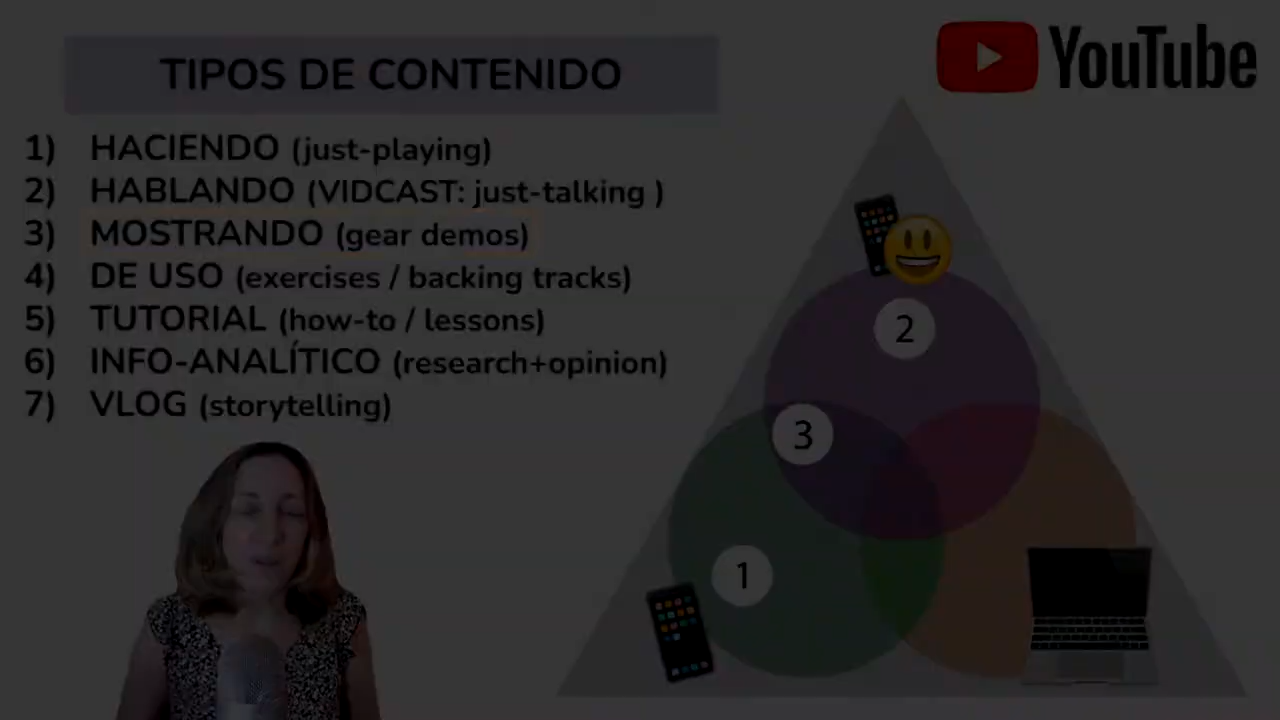 TIPOS DE CONTENIDO
YouTube
1) HACIENDO (just-playing)
2) HABLANDO (VIDCAST: just-talking )
3) MOSTRANDO (gear demos)
4) DE USO (exercises / backing tracks)
5) TUTORIAL (how-to / lessons)
6) INFO-ANALÍTICO (research+opinion)
7) VLOG (storytelling)
2
3
1